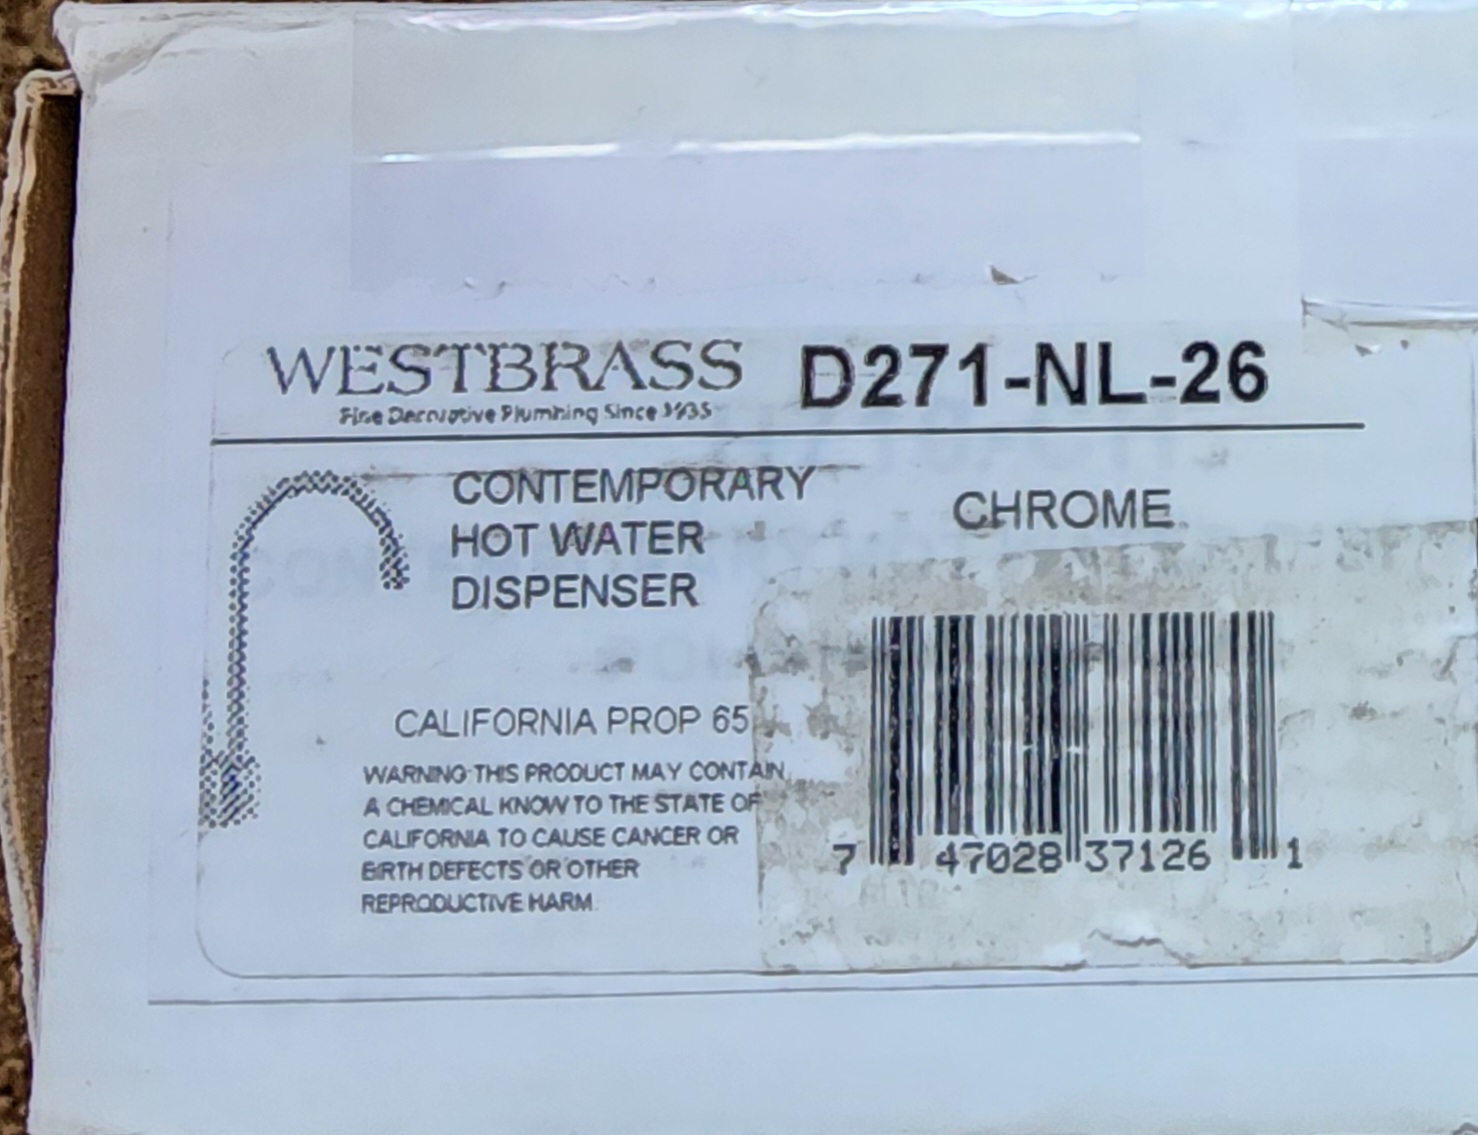 WESTBRASS D271-NL-26
Fine Decorative Plumbing Since 1935
CONTEMPORARY
HOT WATER
DISPENSER
CHROME
CALIFORNIA PROP 65
WARNING THIS PRODUCT MAY CONTAIN
A CHEMICAL KNOW TO THE STATE OF
CALIFORNIA TO CAUSE CANCER OR
BIRTH DEFECTS OR OTHER
REPRODUCTIVE HARM.
7 47028 37126 1